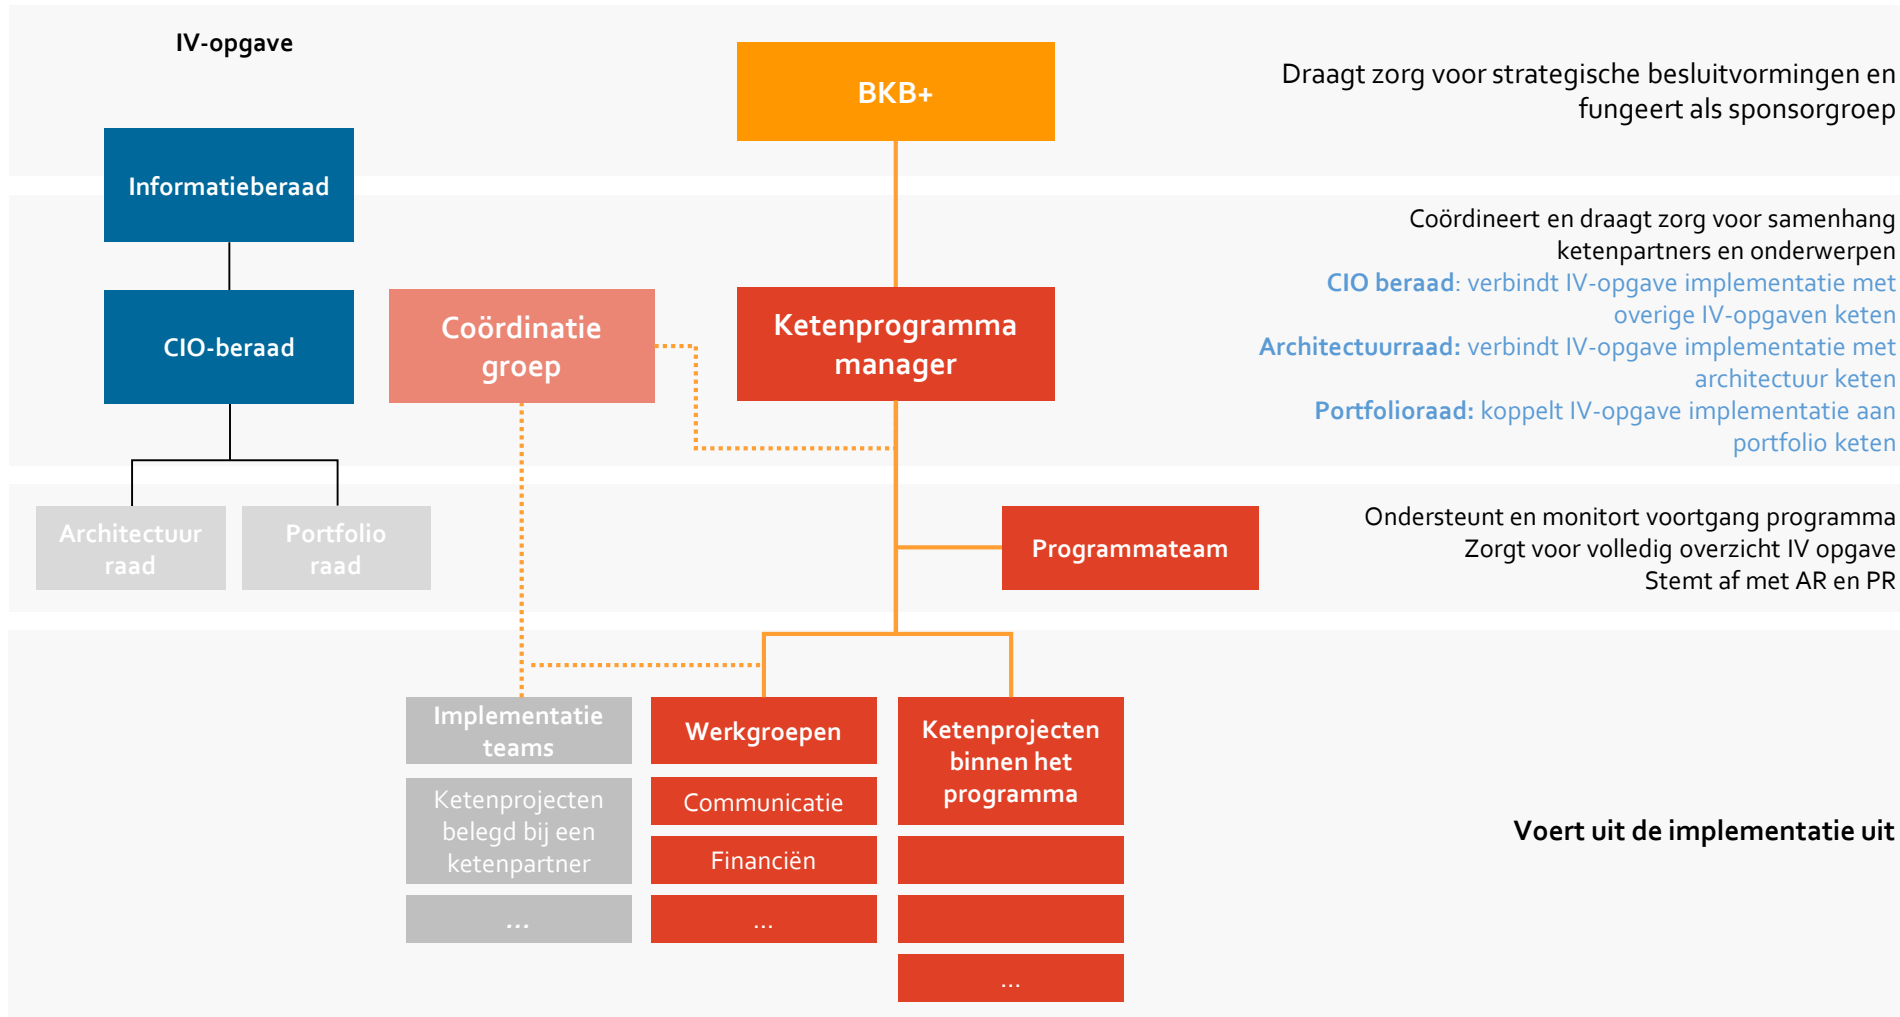 IV-opgave
BKB+
Draagt zorg voor strategische besluitvormingen en
fungeert als sponsorgroep
Informatieberaad
Coördineert en draagt zorg voor samenhang
ketenpartners en onderwerpen
CIO beraad: verbindt IV-opgave implementatie met
overige IV-opgaven keten
Architectuurraad: verbindt IV-opgave implementatie met
architectuur keten
Portfolioraad: koppelt IV-opgave implementatie aan
portfolio keten
CIO-beraad
Coördinatie
groep
Ketenprogramma
manager
Architectuur
raad
Portfolio
raad
Programmateam
Ondersteunt en monitort voortgang programma
Zorgt voor volledig overzicht IV opgave
Stemt af met AR en PR
Implementatie
teams
Ketenprojecten
belegd bij een
ketenpartner
...
Werkgroepen
Communicatie
Financiën
...
Ketenprojecten
binnen het
programma
...
Voert uit de implementatie uit